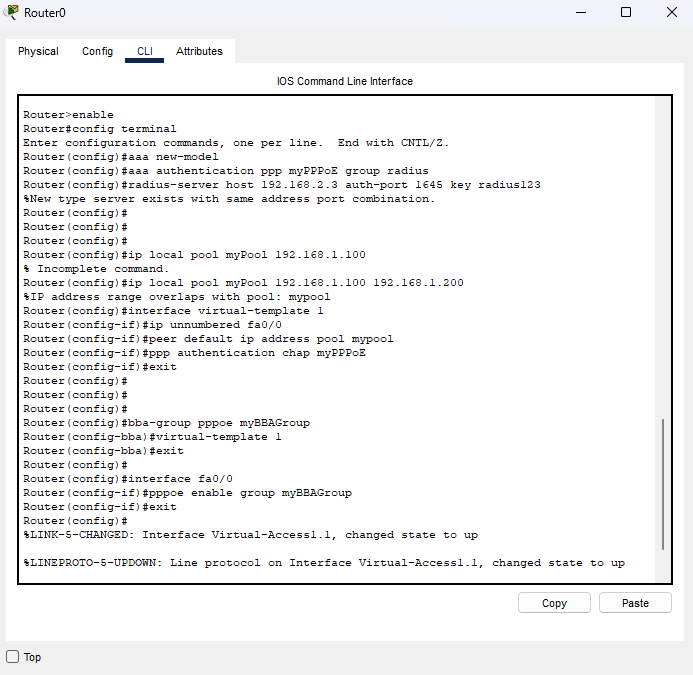 Router0
Physical Config CLI Attributes
IOS Command Line Interface
Router>enable
Router#config terminal
Enter configuration commands, one per line.  End with CNTL/Z.
Router(config)#aaa new-model
Router(config)#aaa authentication ppp myPPPoE group radius
Router(config)#radius-server host 192.168.2.3 auth-port 1645 key radius123
%New type server exists with same address port combination.
Router(config)#
Router(config)#
Router(config)#
Router(config)#ip local pool myPool 192.168.1.100
% Incomplete command.
Router(config)#ip local pool myPool 192.168.1.100 192.168.1.200
%IP address range overlaps with pool: mypool
Router(config)#interface virtual-template 1
Router(config-if)#ip unnumbered fa0/0
Router(config-if)#peer default ip address pool mypool
Router(config-if)#ppp authentication chap myPPPoE
Router(config-if)#exit
Router(config)#
Router(config)#
Router(config)#
Router(config)#bba-group pppoe myBBAGroup
Router(config-bba)#virtual-template 1
Router(config-bba)#exit
Router(config)#
Router(config)#interface fa0/0
Router(config-if)#pppoe enable group myBBAGroup
Router(config-if)#exit
Router(config)#
%LINK-5-CHANGED: Interface Virtual-Access1.1, changed state to up
%LINEPROTO-5-UPDOWN: Line protocol on Interface Virtual-Access1.1, changed state to up
Copy Paste
Top